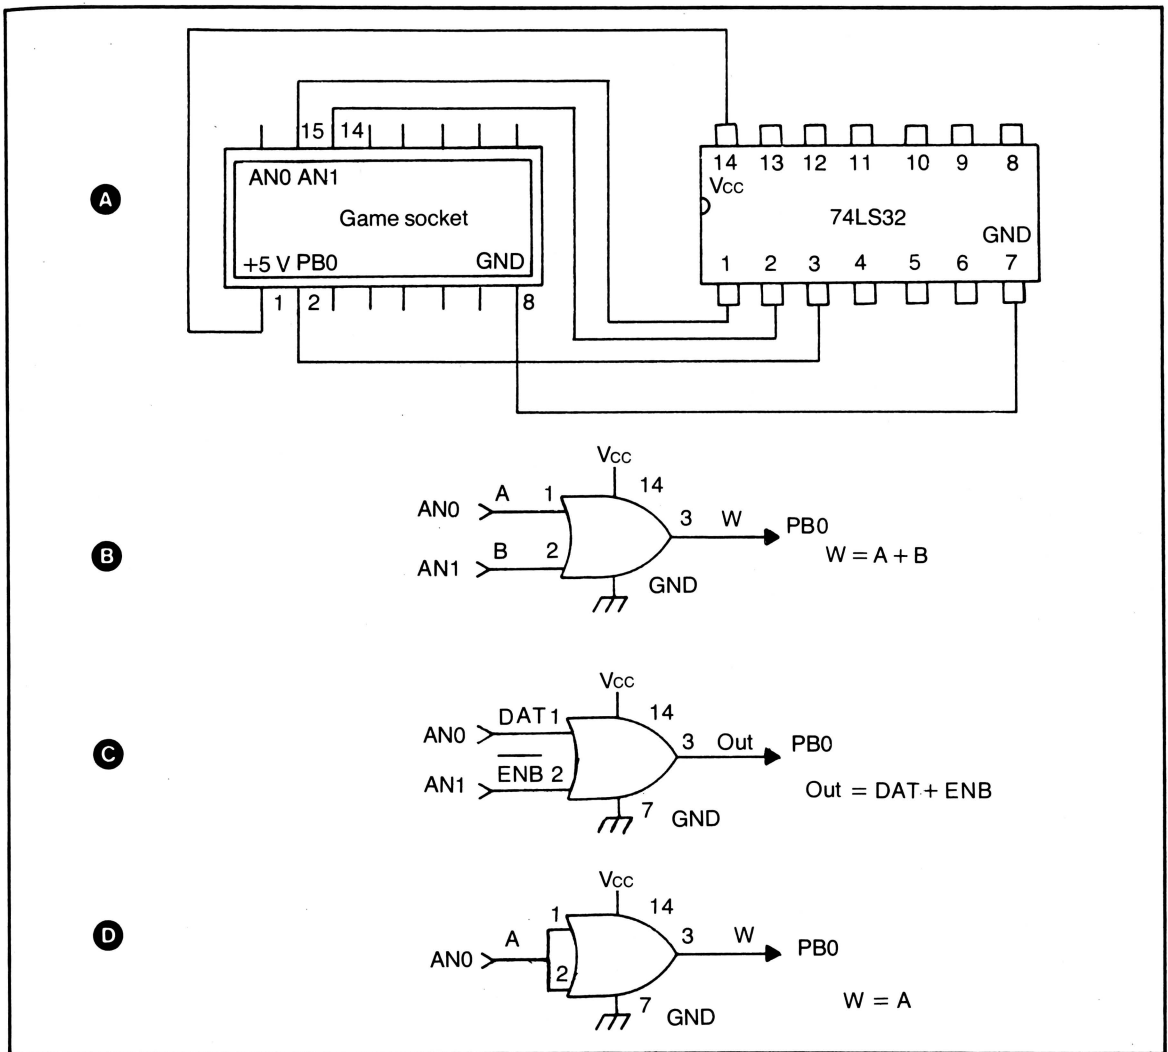 A
15 14
AN0 AN1
Game socket
+5 V PB0 GND
1 2 8
14 13 12 11 10 9 8
Vcc
74LS32
GND
1 2 3 4 5 6 7
B
Vcc
14
AN0 A 1
3 W PB0
W = A + B
AN1 B 2
GND
C
Vcc
14
AN0 DAT 1
3 Out PB0
AN1 E̅N̅B̅ 2
Out = DAT + ENB
7 GND
D
Vcc
14
1
AN0 A
3 W PB0
2
W = A
7 GND